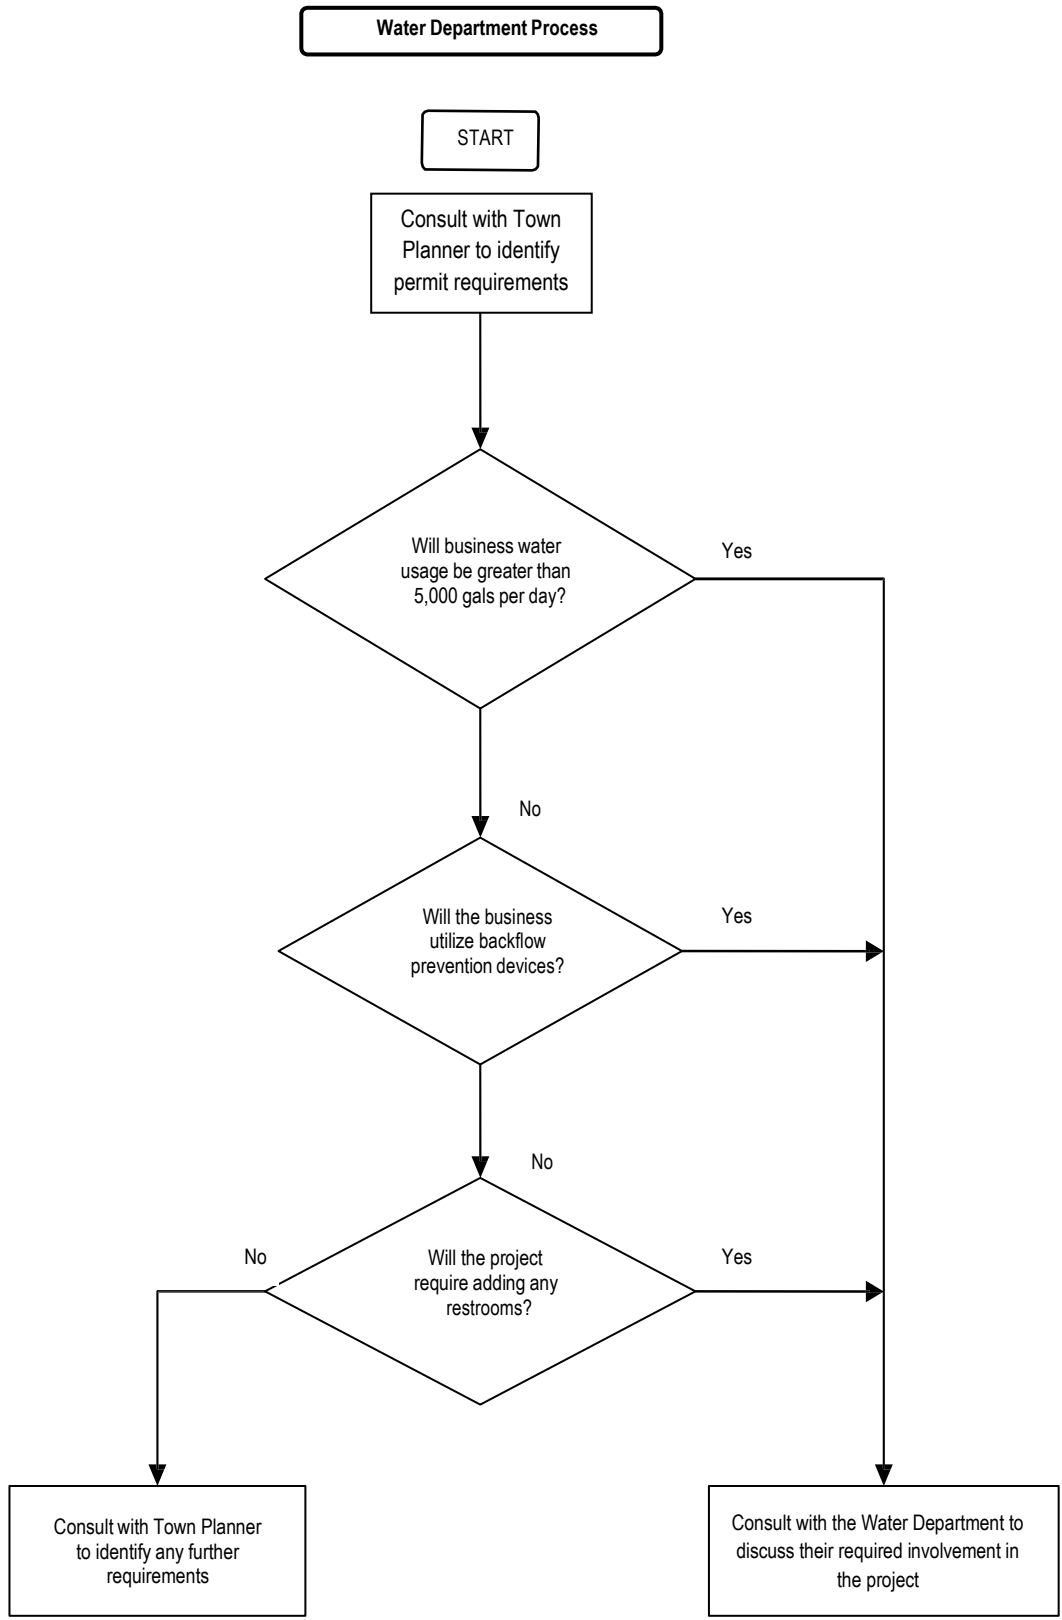 Water Department Process
START
Consult with Town
Planner to identify
permit requirements
Will business water
usage be greater than
5,000 gals per day?
Yes
No
Will the business
utilize backflow
prevention devices?
Yes
No
No
Will the project
require adding any
restrooms?
Yes
Consult with Town Planner
to identify any further
requirements
Consult with the Water Department to
discuss their required involvement in
the project